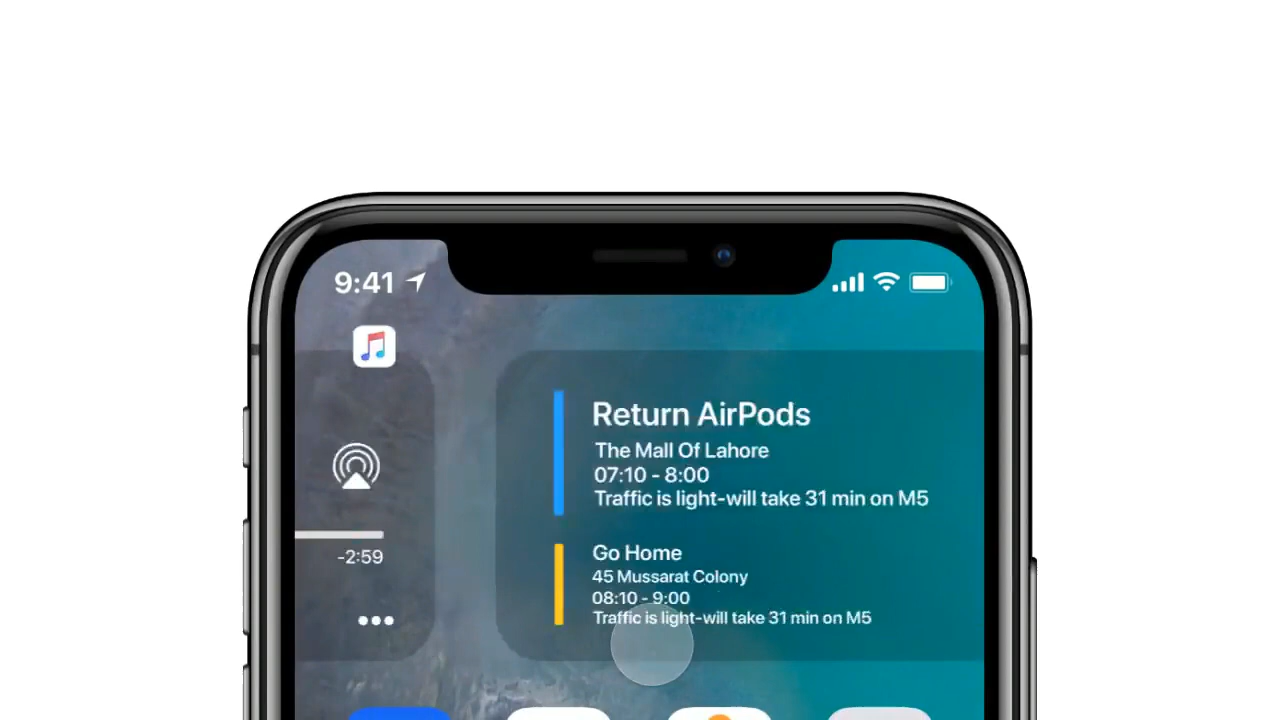 9:41
Return AirPods
The Mall Of Lahore
07:10 - 8:00
Traffic is light-will take 31 min on M5
-2:59
Go Home
45 Mussarat Colony
08:10 - 9:00
Traffic is light-will take 31 min on M5